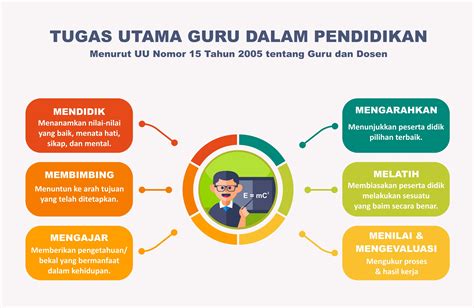 TUGAS UTAMA GURU DALAM PENDIDIKAN
Menurut UU Nomor 15 Tahun 2005 tentang Guru dan Dosen
MENDIDIK
Menanamkan nilai-nilai
yang baik, menata hati,
sikap, dan mental.
MEMBIMBING
Menuntun ke arah tujuan
yang telah ditetapkan.
MENGAJAR
Memberikan pengetahuan/
bekal yang bermanfaat
dalam kehidupan.
E = mC²
MENGARAHKAN
Menunjukkan peserta didik
pilihan terbaik.
MELATIH
Membiasakan peserta didik
melakukan sesuatu
yang baim secara benar.
MENILAI &
MENGEVALUASI
Mengukur proses
& hasil kerja